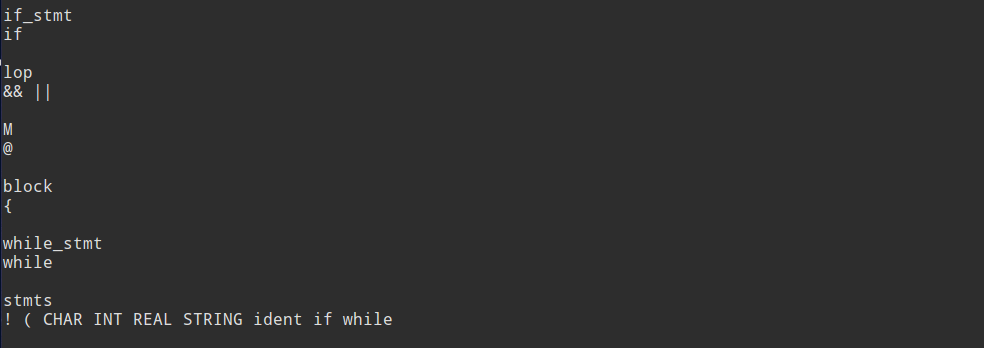 if_stmt
if
lop
&& ||
M
@
block
{
while_stmt
while
stmts
! ( CHAR INT REAL STRING ident if while